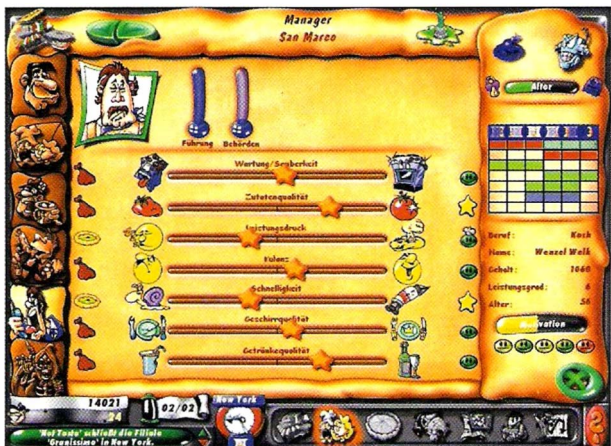 Manager
San Marco
Führung
Behörden
Wartung/Sauberkeit
Zutatenqualität
Leistungsdruck
Kulanz
Schnelligkeit
Geschirrqualität
Getränkequalität
Alter
Beruf: Koch
Name: Wenzel Welk
Gehalt: 1060
Leistungsgrad: 6
Alter: 56
Motivation
14021
24
02/02
New York
'Hot Taste' schließt die Filiale
'Granissimo' in New York.